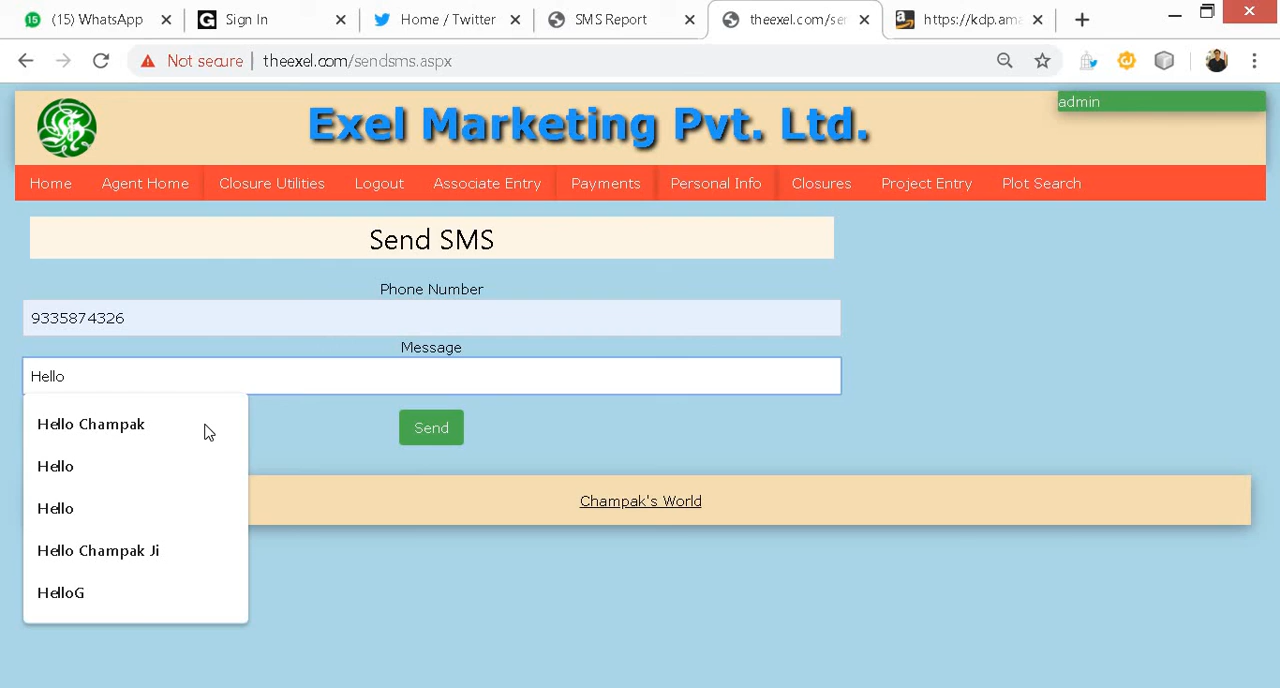 (15) WhatsApp
Sign In
Home / Twitter
SMS Report
theexel.com/se
https://kdp.am
Not secure | theexel.com/sendsms.aspx
admin
Exel Marketing Pvt. Ltd.
Home Agent Home Closure Utilities Logout Associate Entry Payments Personal Info Closures Project Entry Plot Search
Send SMS
Phone Number
9335874326
Message
Hello
Hello Champak
Send
Hello
Champak's World
Hello
Hello Champak Ji
HelloG